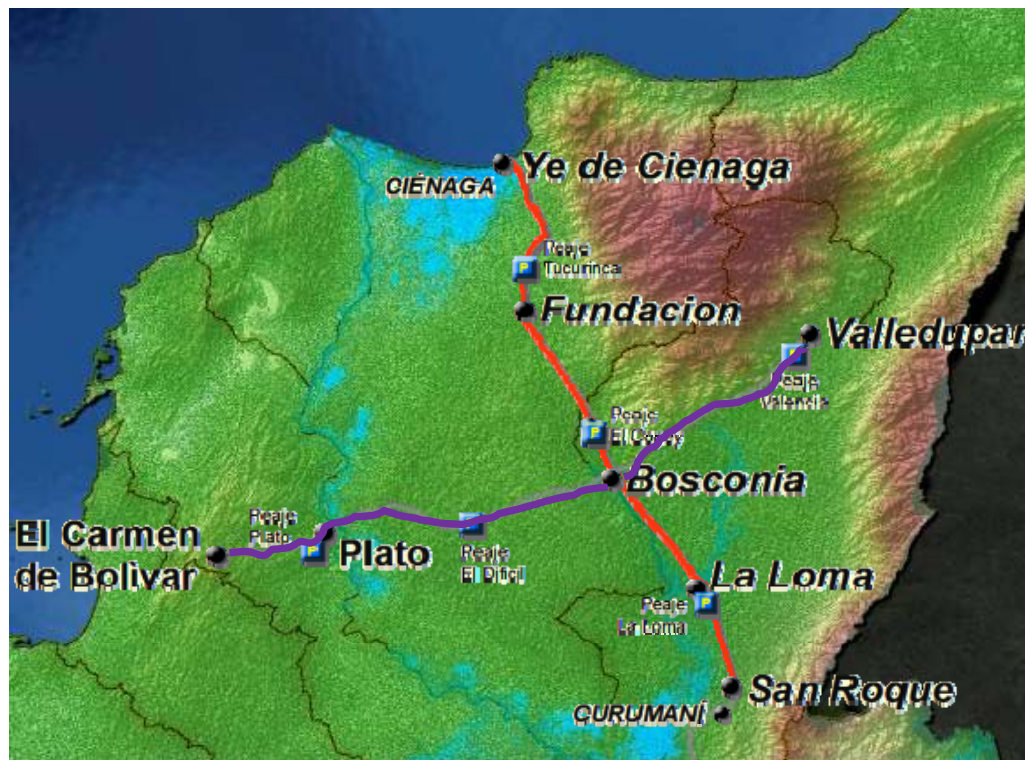 Ye de Cienaga
CIÉNAGA
Peaje
Tucurinca
P
Fundacion
Valledupar
P
Peaje
Valencia
Peaje
P
El Copey
Bosconia
El Carmen
de Bolivar
Peaje
Plato
P
Plato
Peaje
El Dificil
La Loma
Peaje
La Loma
P
San Roque
CURUMANÍ